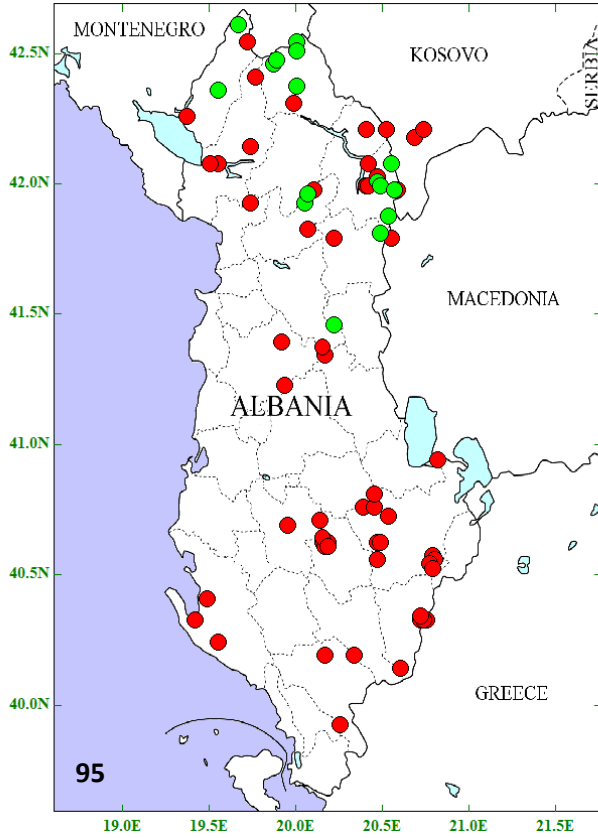 MONTENEGRO
KOSOVO
SERBIA
42.5N
42.0N
41.5N
MACEDONIA
ALBANIA
41.0N
40.5N
40.0N
GREECE
95
19.0E 19.5E 20.0E 20.5E 21.0E 21.5E